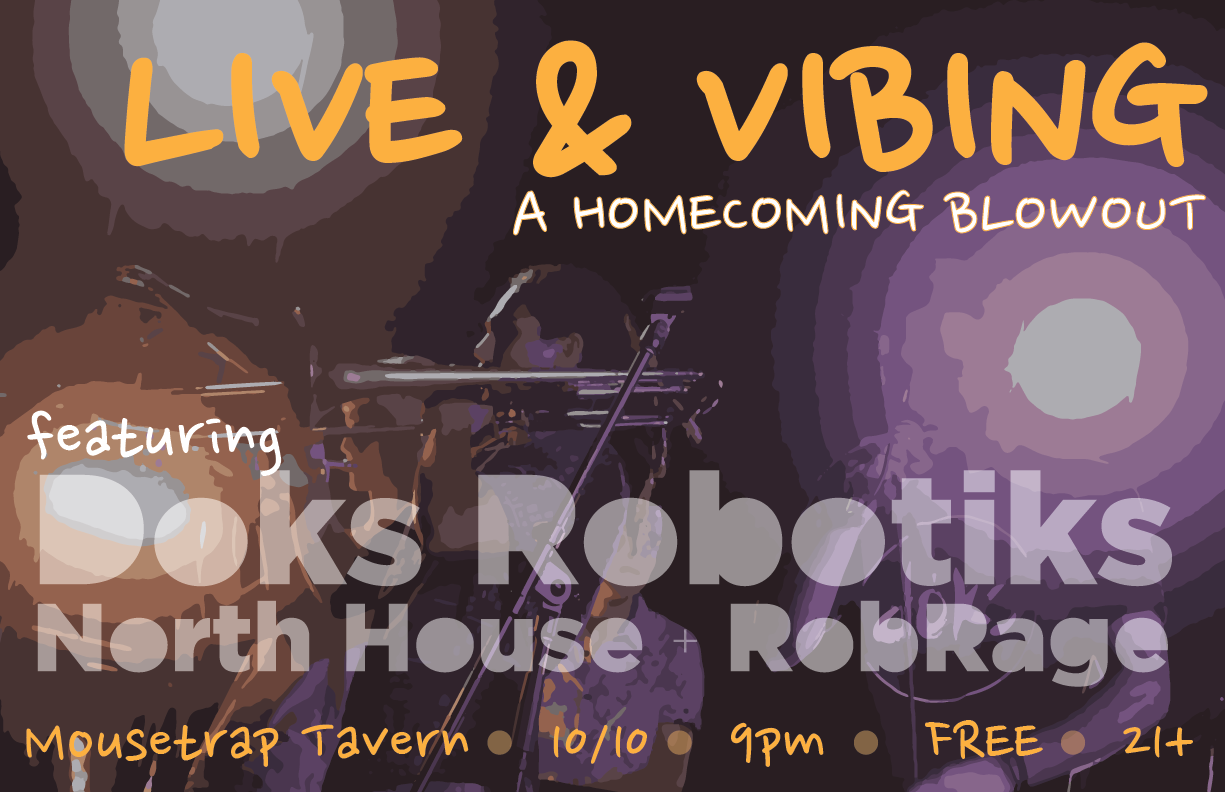 LIVE & VIBING
A HOMECOMING BLOWOUT
featuring
Doks Robotiks
North House + RobRage
Mousetrap Tavern • 10/10 • 9pm • FREE • 21+